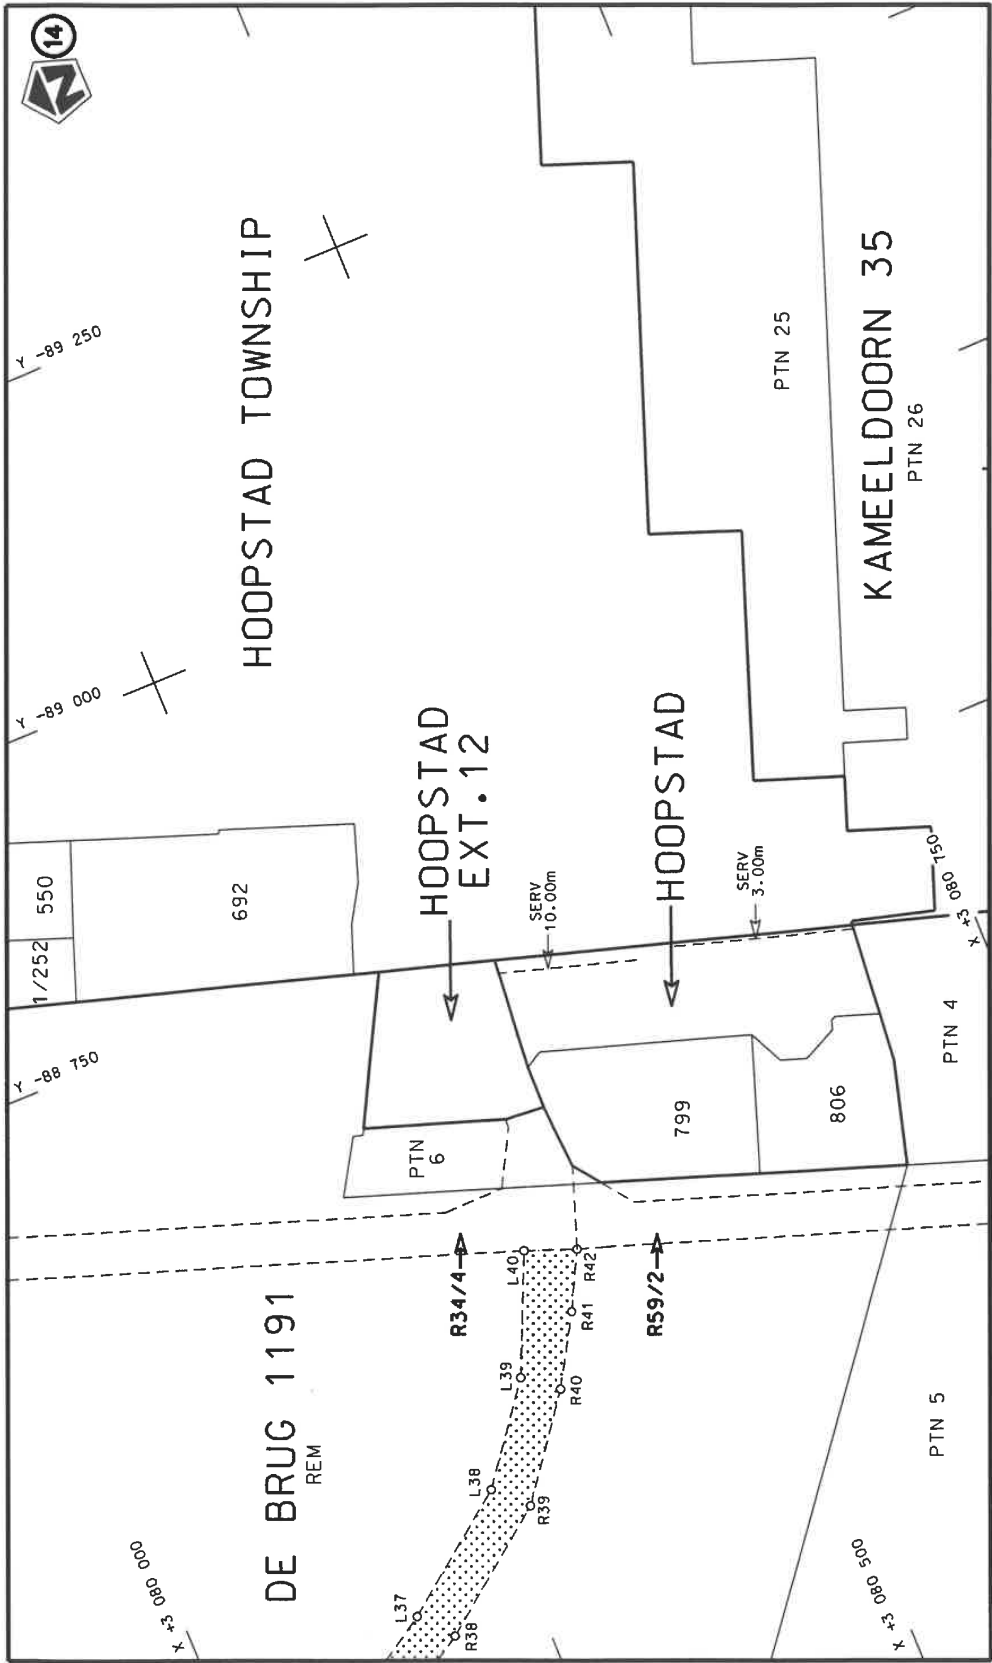 14
N
Y -89 250
HOOPSTAD TOWNSHIP
Y -89 000
PTN 25
KAMEELDOORN 35
PTN 26
HOOPSTAD
EXT.12
HOOPSTAD
550
1/252
692
SERV
10.00m
SERV
3.00m
X +3 080 750
Y -88 750
PTN
6
799
806
PTN 4
R34/4
R59/2
L40
R42
R41
L39
R40
L38
R39
L37
R38
DE BRUG 1191
REM
PTN 5
X +3 080 000
X +3 080 500